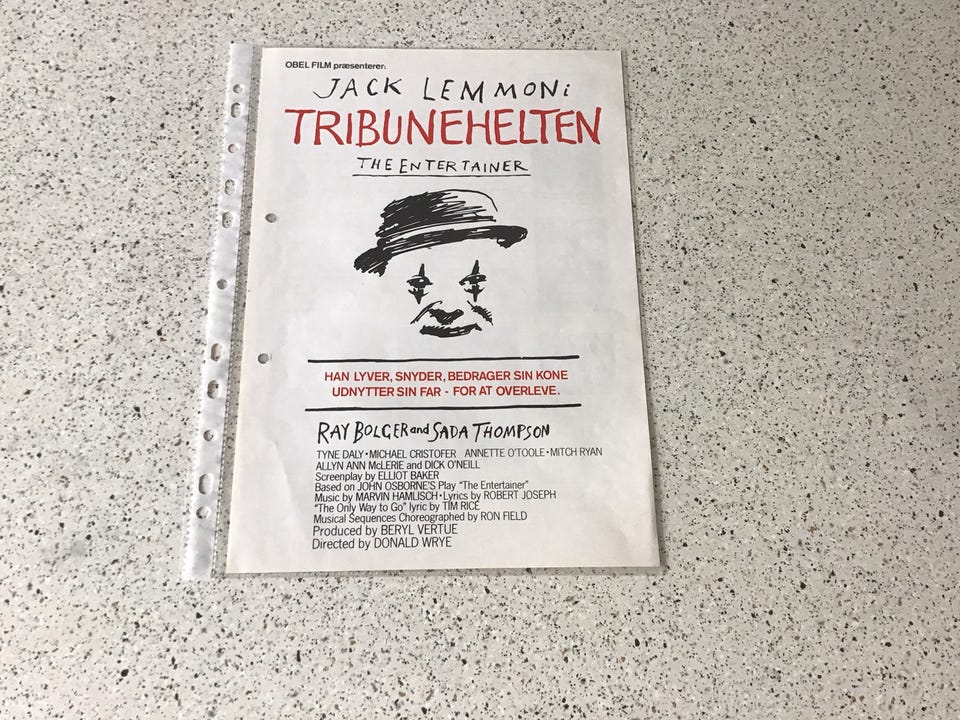 OBEL FILM præsenterer:
JACK LEMMON i
TRIBUNEHELTEN
THE ENTERTAINER
HAN LYVER, SNYDER, BEDRAGER SIN KONE
UDNYTTER SIN FAR - FOR AT OVERLEVE.
RAY BOLGER and SADA THOMPSON
TYNE DALY • MICHAEL CRISTOFER ANNETTE O'TOOLE • MITCH RYAN
ALLYN ANN McLERIE and DICK O'NEILL
Screenplay by ELLIOT BAKER
Based on JOHN OSBORNE'S Play "The Entertainer"
Music by MARVIN HAMLISCH • Lyrics by ROBERT JOSEPH
"The Only Way to Go" lyric by TIM RICE
Musical Sequences Choreographed by RON FIELD
Produced by BERYL VERTUE
Directed by DONALD WRYE